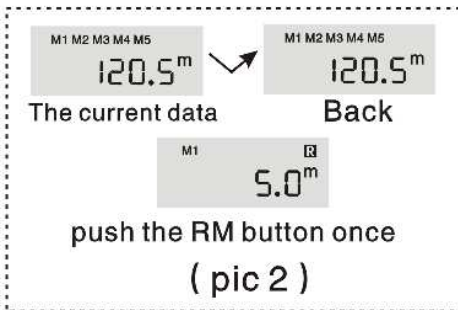 M1 M2 M3 M4 M5
120.5m
The current data
M1 M2 M3 M4 M5
120.5m
Back
M1 R
5.0m
push the RM button once
( pic 2 )